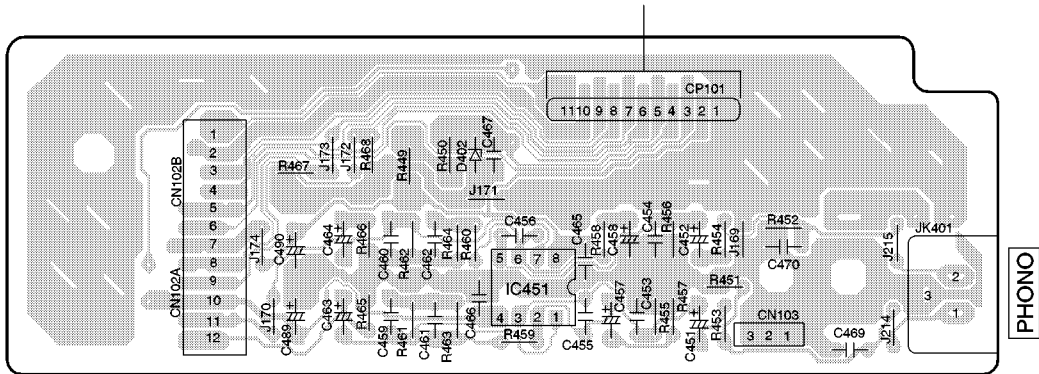 CP101
11 10 9 8 7 6 5 4 3 2 1
CN102B
1
2
3
4
5
6
7
8
9
10
11
12
CN102A
R467
J173
J172
R468
R449
R450
D402
C467
J171
J174
C490
C464
R466
C460
R462
C462
R464
R460
C456
C465
R458
C458
C454
R456
C452
R454
J169
R452
C470
J215
JK401
5 6 7 8
IC451
4 3 2 1
R459
J170
C489
C463
R465
C459
R461
C461
R463
C466
C455
C457
C453
R455
R457
C451
R453
R451
CN103
3 2 1
C469
J214
2
3
1
PHONO